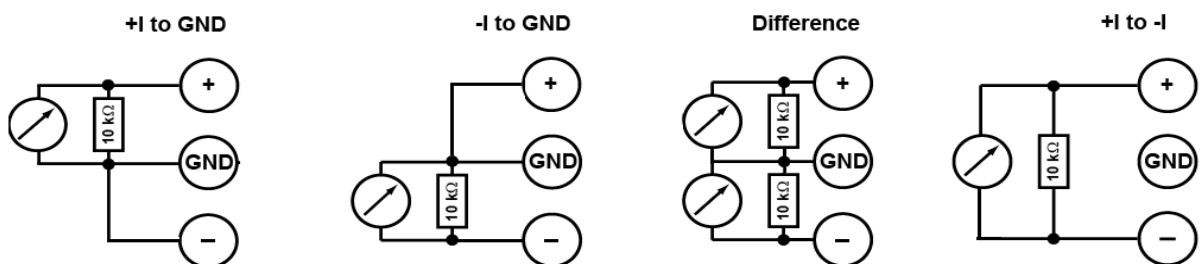 +I to GND
-I to GND
Difference
+I to -I
+
10 kΩ
GND
−
+
GND
10 kΩ
−
+
10 kΩ
GND
10 kΩ
−
+
10 kΩ
GND
−